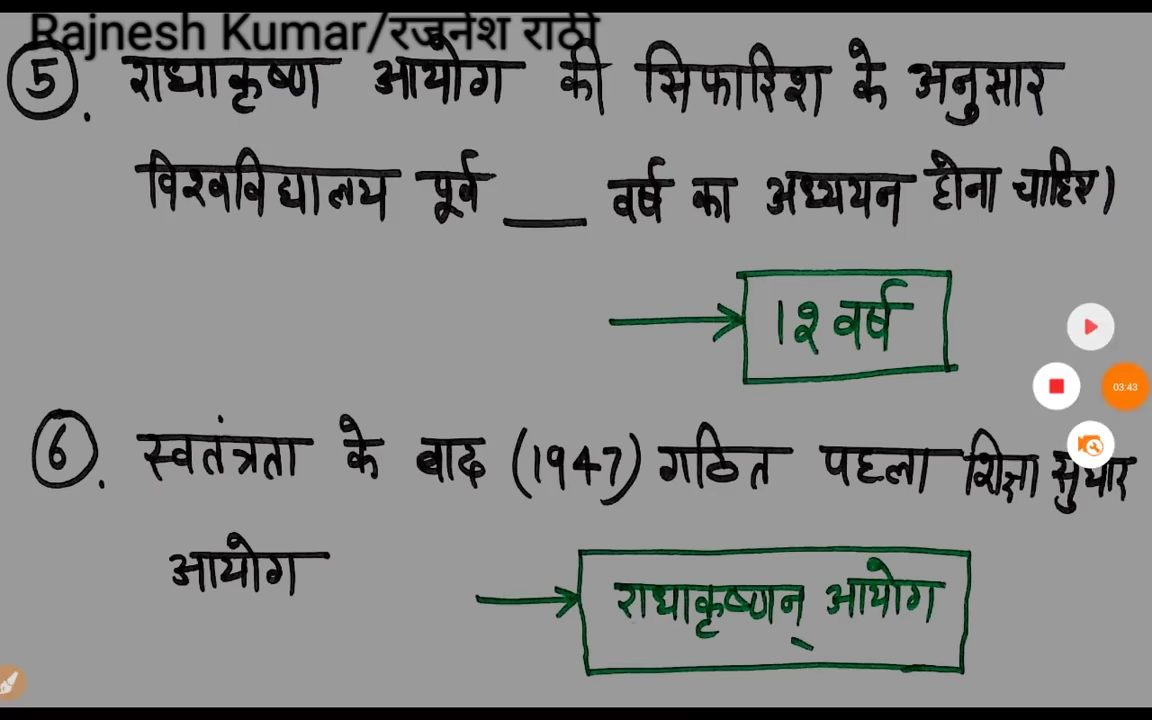 Rajnesh Kumar/रजनेश राठी
5. राधाकृष्ण आयोग की सिफारिश के अनुसार
विश्वविद्यालय पूर्व ___ वर्ष का अध्ययन होना चाहिए।
१२ वर्ष
03:43
6. स्वतंत्रता के बाद (1947) गठित पहला शिक्षा सुधार
आयोग
राधाकृष्णन् आयोग